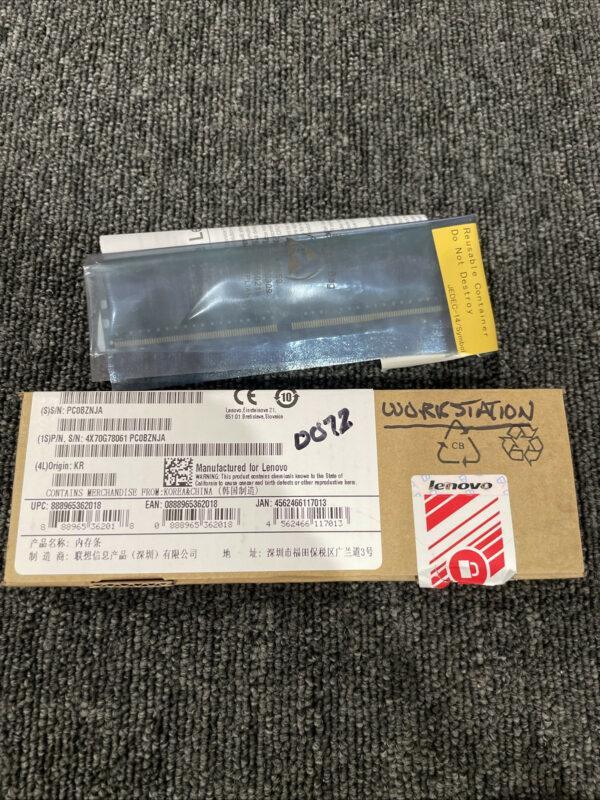 Reusable Container
Do Not Destroy
JEDEC-14/Symbol
(S)S/N: PC0BZNJA
(1S)P/N, S/N: 4X70G78061 PC0BZNJA
(4L)Origin: KR
CE
10
Lenovo, Einsteinova 21,
851 01 Bratislava, Slovakia
Manufactured for Lenovo
WARNING: This product contains chemicals known to the State of
California to cause cancer and birth defects or other reproductive harm.
CONTAINS MERCHANDISE FROM:KOREA&CHINA (韩国制造)
UPC: 888965362018
EAN: 0888965362018
JAN: 4562466117013
8 88965 36201 8
0 888965 362018
4 562466 117013
产品名称: 内存条
制 造 商: 联想信息产品(深圳)有限公司
地 址: 深圳市福田保税区广兰道3号
0072
WORKSTATION
CB
lenovo